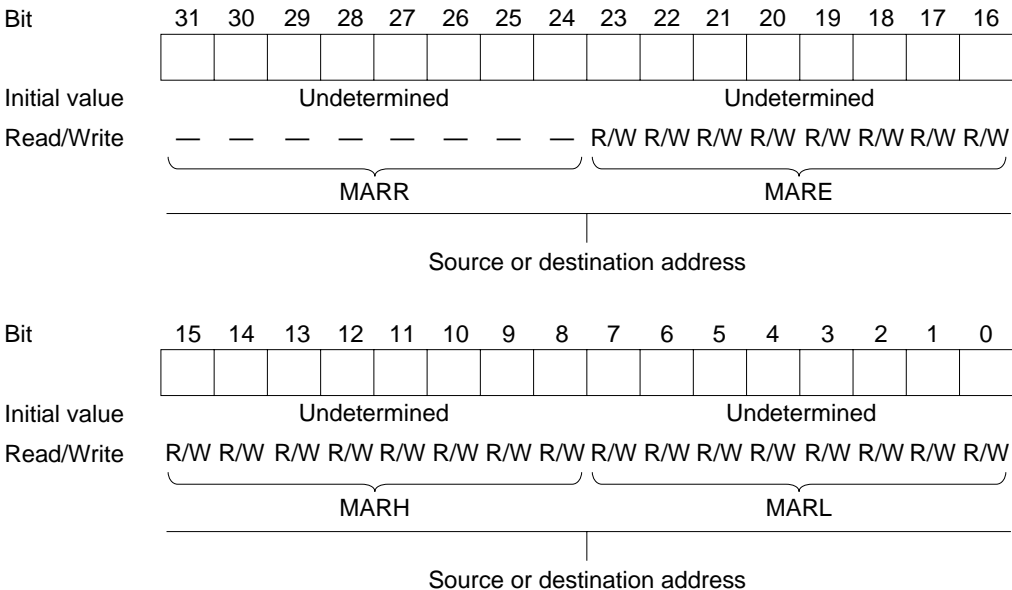 Bit 31 30 29 28 27 26 25 24 23 22 21 20 19 18 17 16
Initial value Undetermined Undetermined
Read/Write — — — — — — — — R/W R/W R/W R/W R/W R/W R/W R/W
MARR MARE
Source or destination address
Bit 15 14 13 12 11 10 9 8 7 6 5 4 3 2 1 0
Initial value Undetermined Undetermined
Read/Write R/W R/W R/W R/W R/W R/W R/W R/W R/W R/W R/W R/W R/W R/W R/W R/W
MARH MARL
Source or destination address